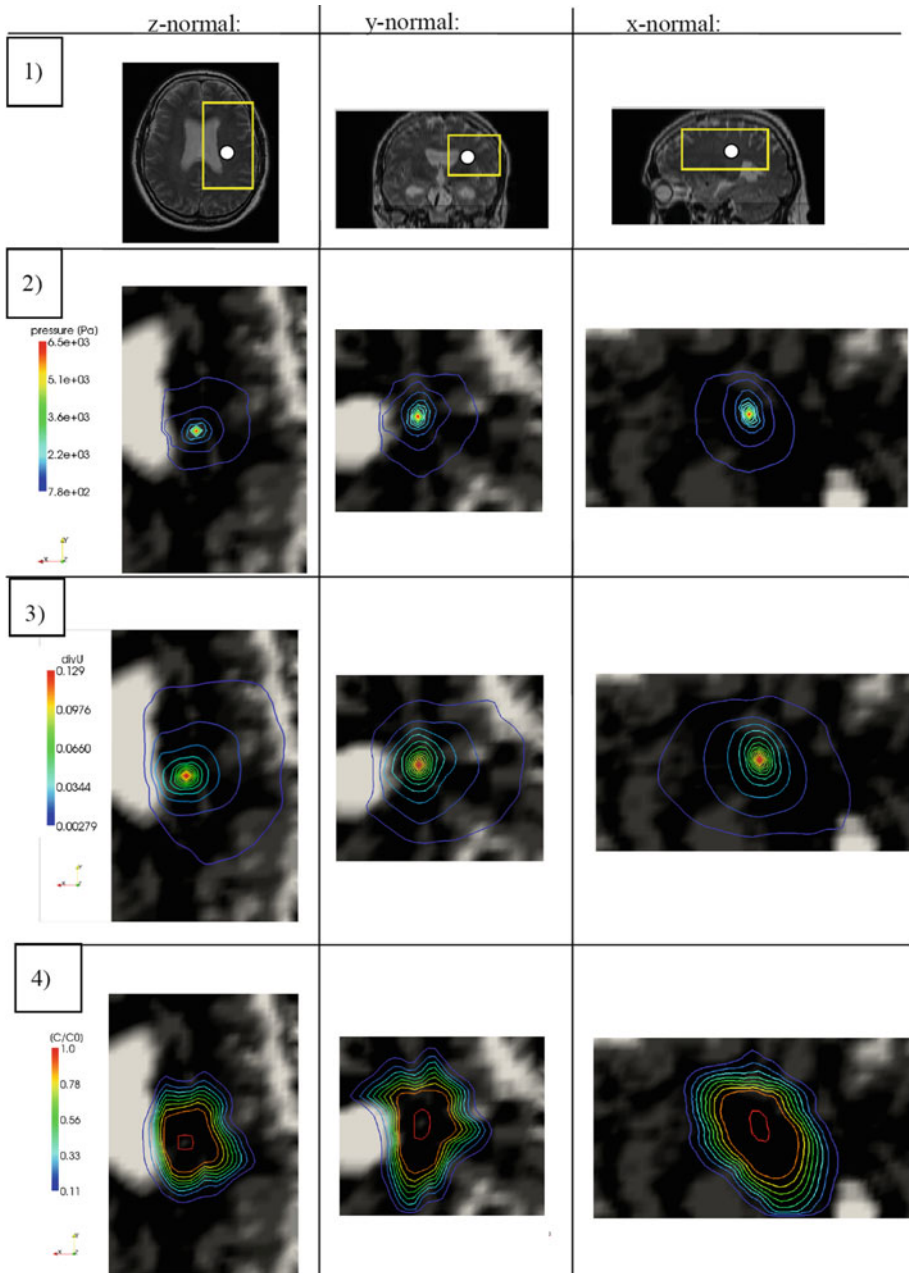 z-normal: y-normal: x-normal:
1)
2)
pressure (Pa)
6.5e+03
5.1e+03
3.6e+03
2.2e+03
7.8e+02
Y
X Z
3)
divU
0.129
0.0976
0.0660
0.0344
0.00279
Y
X Z
4)
(C/C0)
1.0
0.78
0.56
0.33
0.11
Y
X Z